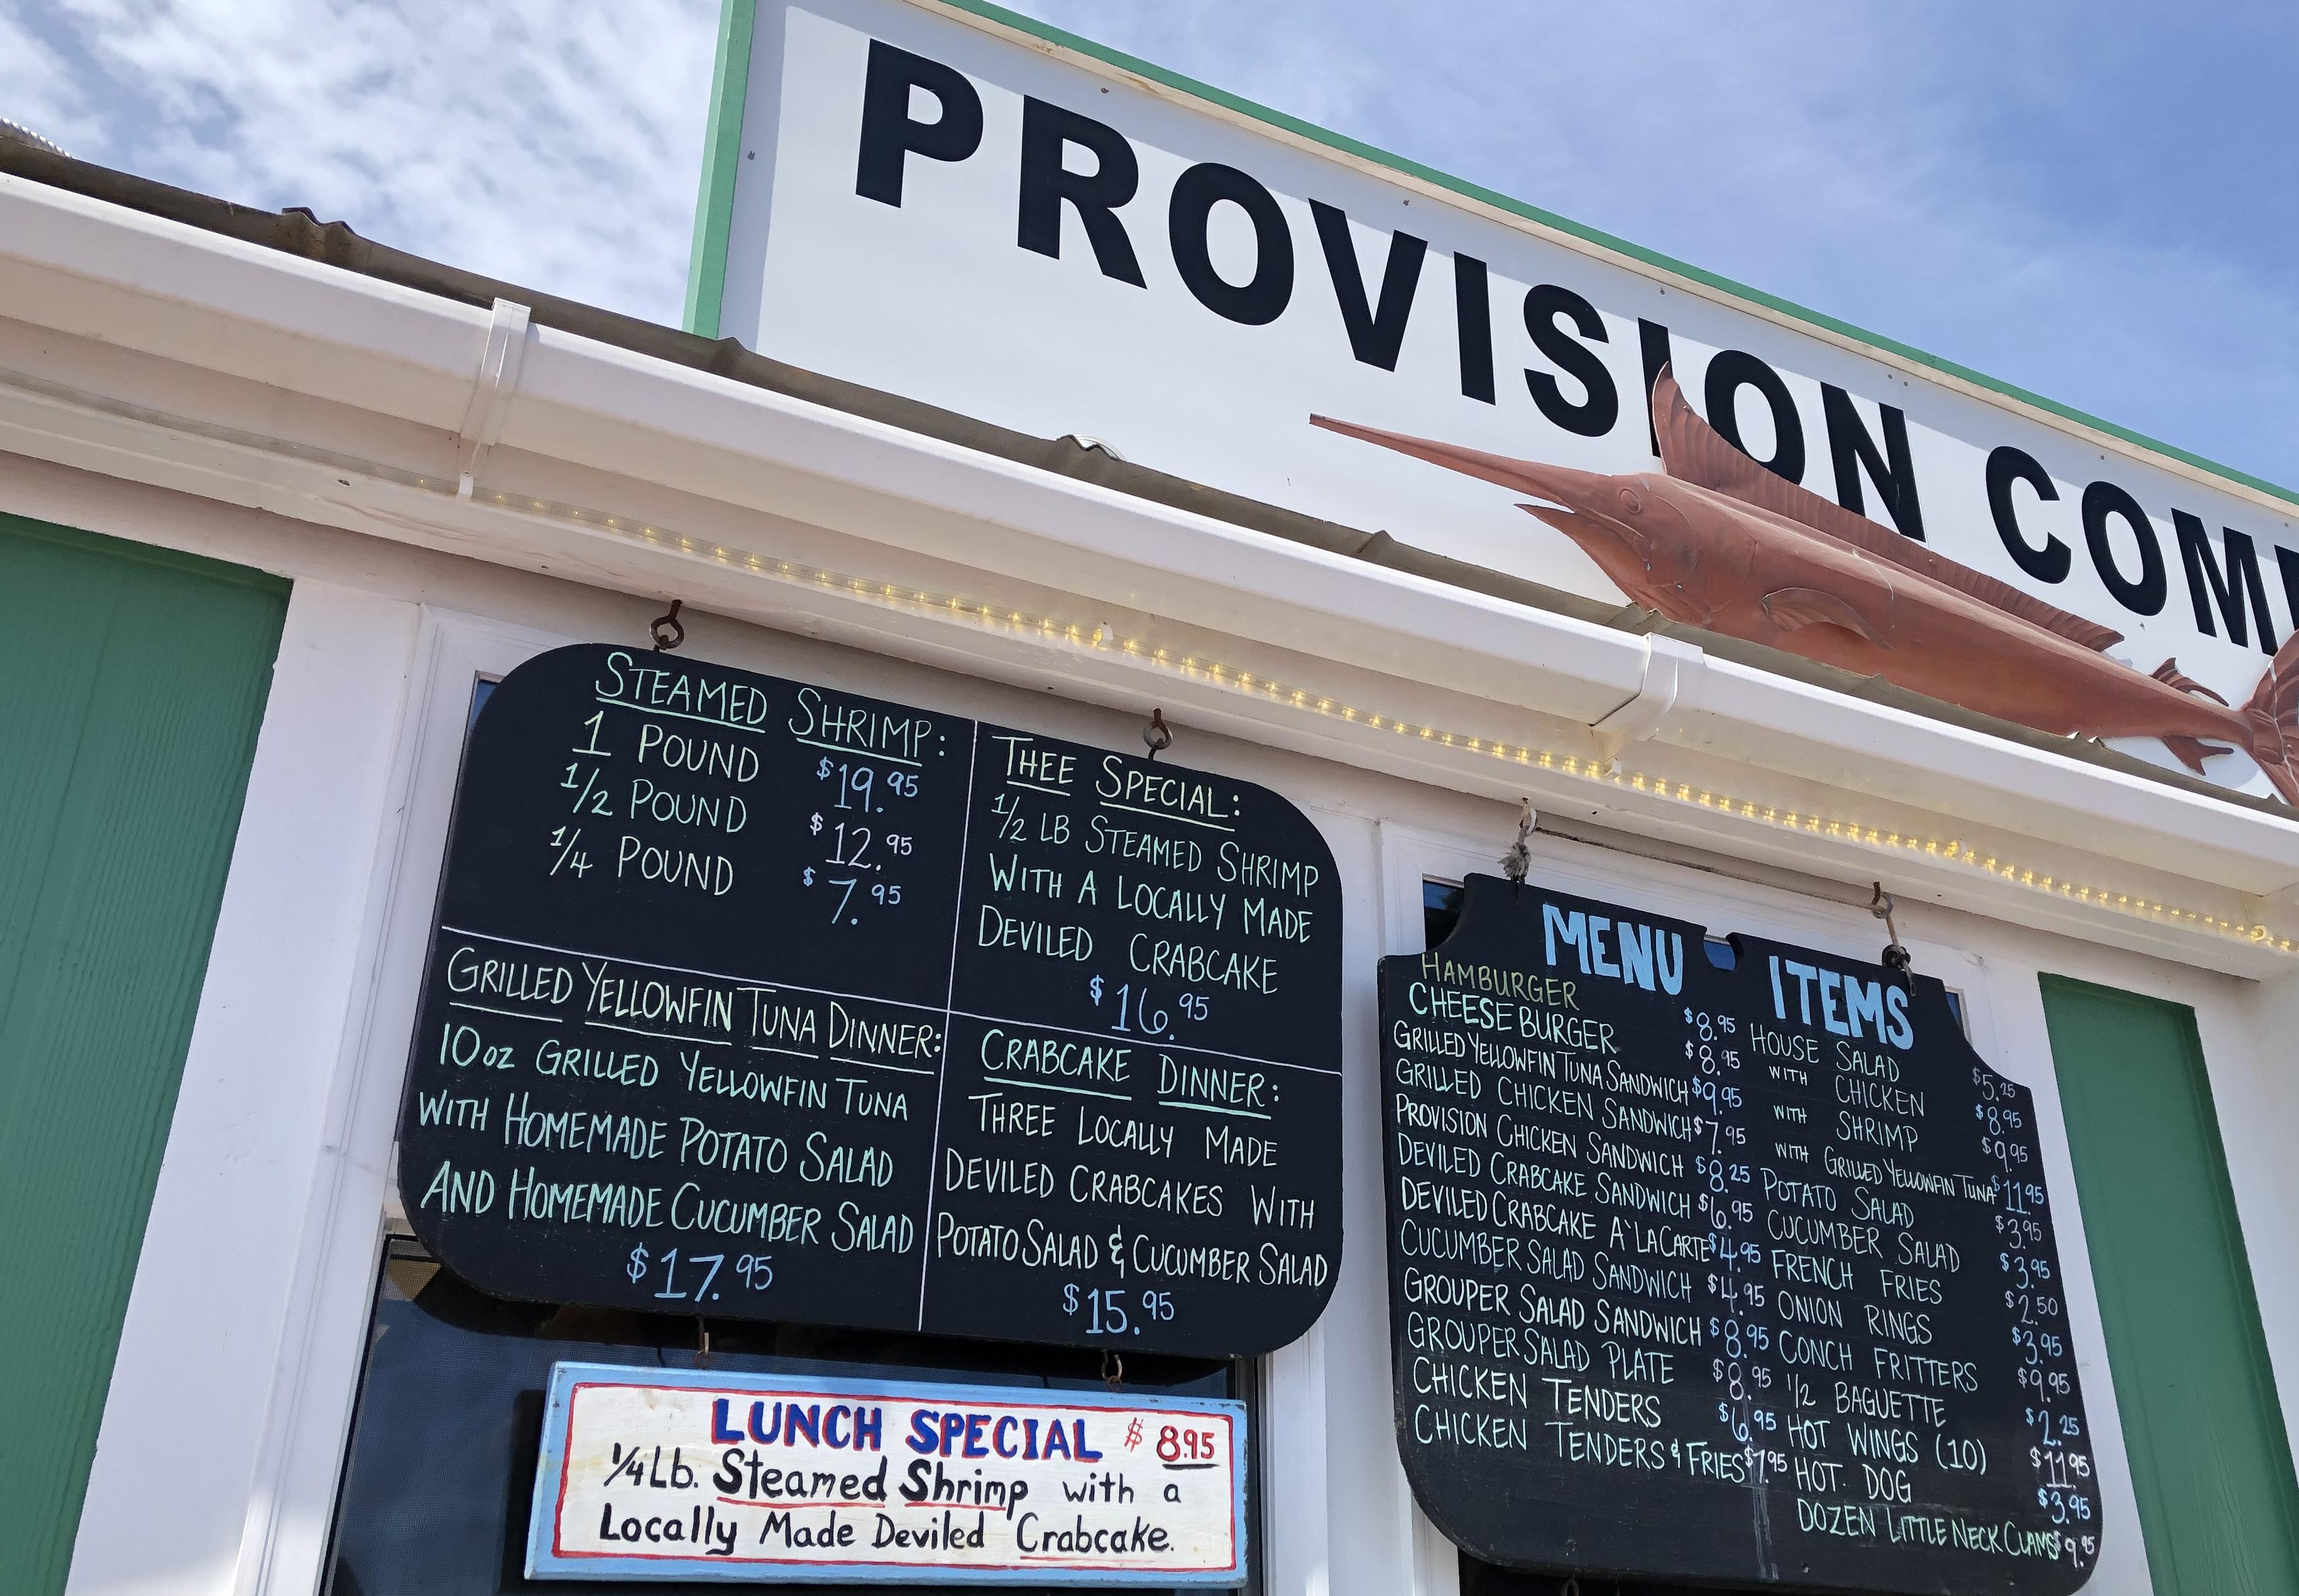 PROVISION COM
STEAMED SHRIMP:
1 POUND $19.95
1/2 POUND $12.95
1/4 POUND $7.95
THEE SPECIAL:
1/2 LB STEAMED SHRIMP
WITH A LOCALLY MADE
DEVILED CRABCAKE
$16.95
GRILLED YELLOWFIN TUNA DINNER:
10oz GRILLED YELLOWFIN TUNA
WITH HOMEMADE POTATO SALAD
AND HOMEMADE CUCUMBER SALAD
$17.95
CRABCAKE DINNER:
THREE LOCALLY MADE
DEVILED CRABCAKES WITH
POTATO SALAD & CUCUMBER SALAD
$15.95
LUNCH SPECIAL $8.95
1/4 Lb. Steamed Shrimp with a
Locally Made Deviled Crabcake.
MENU ITEMS
HAMBURGER $8.95
CHEESEBURGER $8.95
GRILLED YELLOWFIN TUNA SANDWICH $9.95
GRILLED CHICKEN SANDWICH $7.95
PROVISION CHICKEN SANDWICH $8.25
DEVILED CRABCAKE SANDWICH $6.95
DEVILED CRABCAKE A'LACARTE $4.95
CUCUMBER SALAD SANDWICH $4.95
GROUPER SALAD SANDWICH $8.95
GROUPER SALAD PLATE $8.95
CHICKEN TENDERS $6.95
CHICKEN TENDERS & FRIES $7.95
HOUSE SALAD $5.25
WITH CHICKEN $8.95
WITH SHRIMP $9.95
WITH GRILLED YELLOWFIN TUNA $11.95
POTATO SALAD $3.95
CUCUMBER SALAD $3.95
FRENCH FRIES $2.50
ONION RINGS $3.95
CONCH FRITTERS $9.95
1/2 BAGUETTE $2.25
HOT WINGS (10) $11.95
HOT. DOG $3.95
DOZEN LITTLE NECK CLAMS $9.95